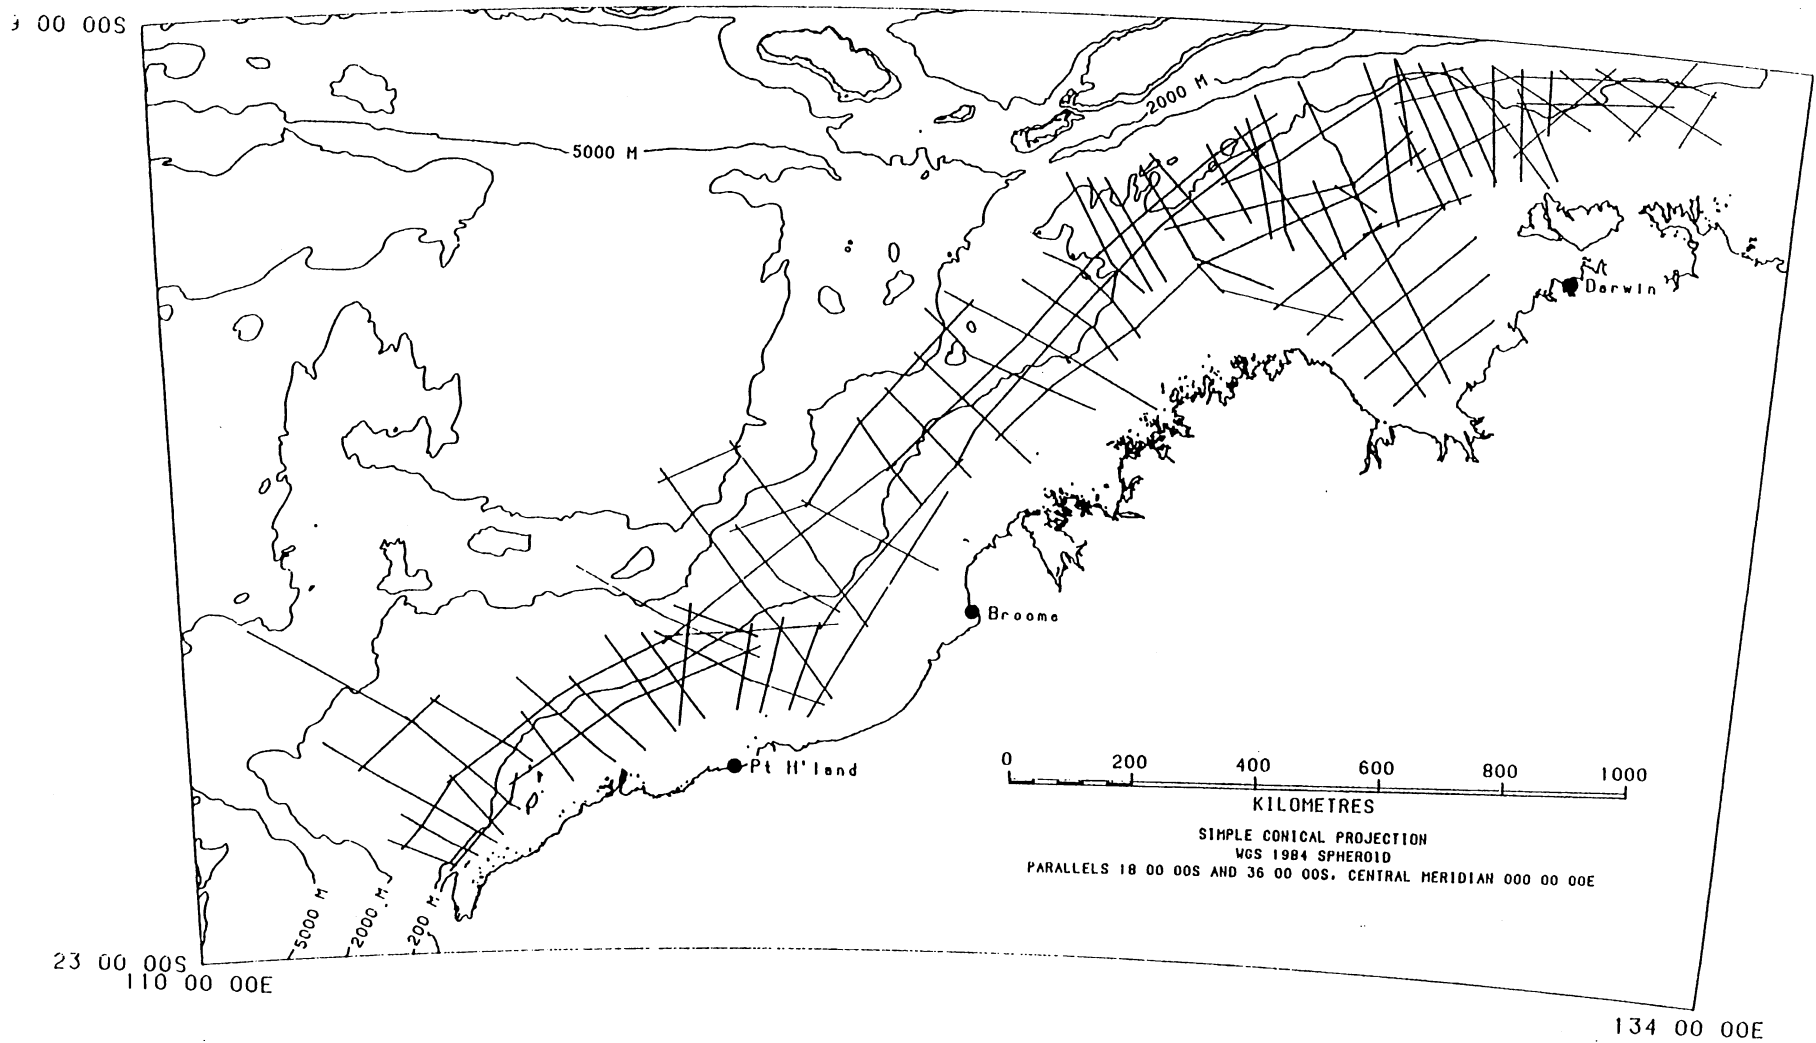 00 00S
2000 M
5000 M
Darwin
Broome
Pt H'land
0 200 400 600 800 1000
KILOMETRES
SIMPLE CONICAL PROJECTION
WGS 1984 SPHEROID
PARALLELS 18 00 00S AND 36 00 00S. CENTRAL MERIDIAN 000 00 00E
5000 M
2000 M
200 M
23 00 00S
110 00 00E
134 00 00E